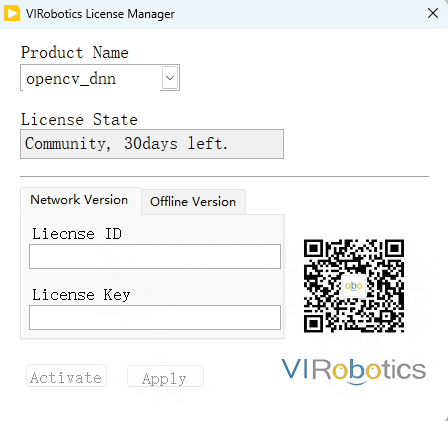 VIRobotics License Manager
Product Name
opencv_dnn
License State
Community, 30days left.
Network Version
Offline Version
Liecnse ID
License Key
Activate
Apply
obo
VIRobotics